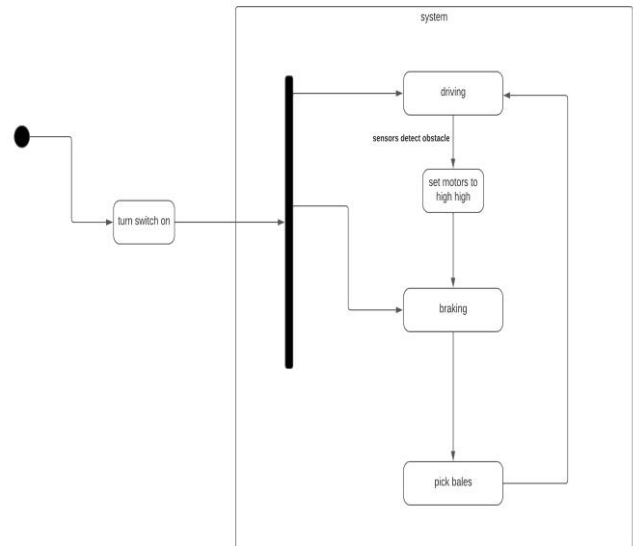 system
driving
sensors detect obstacle
set motors to
high high
turn switch on
braking
pick bales